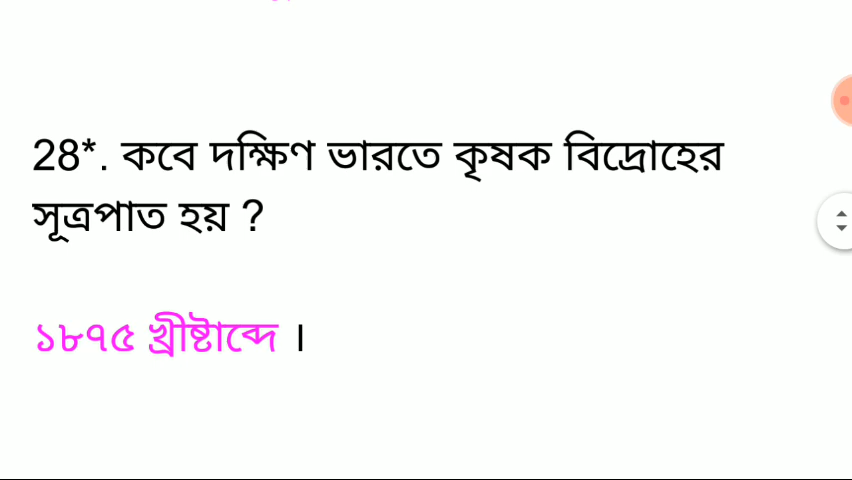 28*. কবে দক্ষিণ ভারতে কৃষক বিদ্রোহের
সূত্রপাত হয় ?
১৮৭৫ খ্রীষ্টাব্দে ।